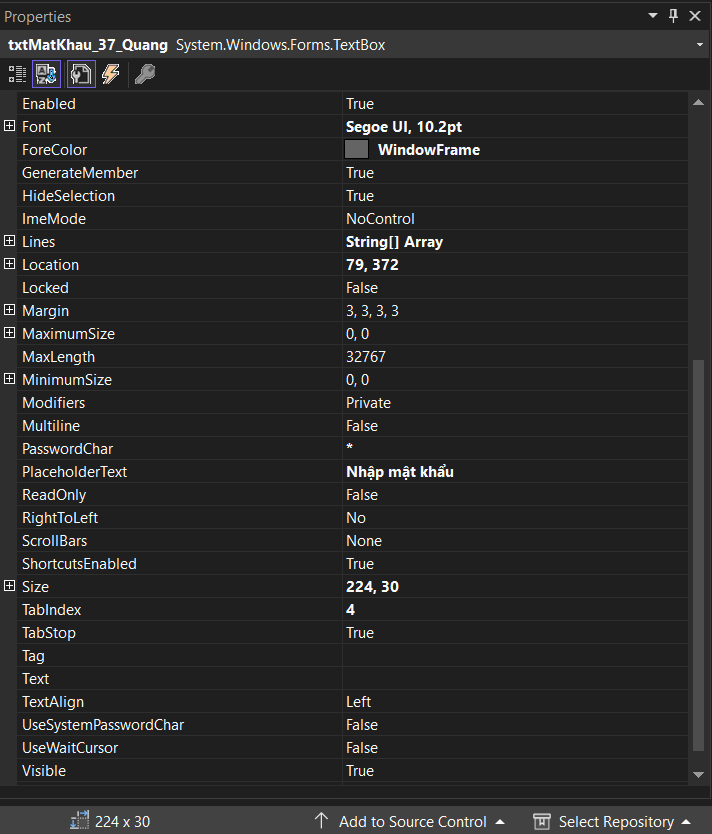 Properties
txtMatKhau_37_Quang System.Windows.Forms.TextBox
Enabled True
Font Segoe UI, 10.2pt
ForeColor WindowFrame
GenerateMember True
HideSelection True
ImeMode NoControl
Lines String[] Array
Location 79, 372
Locked False
Margin 3, 3, 3, 3
MaximumSize 0, 0
MaxLength 32767
MinimumSize 0, 0
Modifiers Private
Multiline False
PasswordChar *
PlaceholderText Nhập mật khẩu
ReadOnly False
RightToLeft No
ScrollBars None
ShortcutsEnabled True
Size 224, 30
TabIndex 4
TabStop True
Tag
Text
TextAlign Left
UseSystemPasswordChar False
UseWaitCursor False
Visible True
224 x 30 Add to Source Control Select Repository